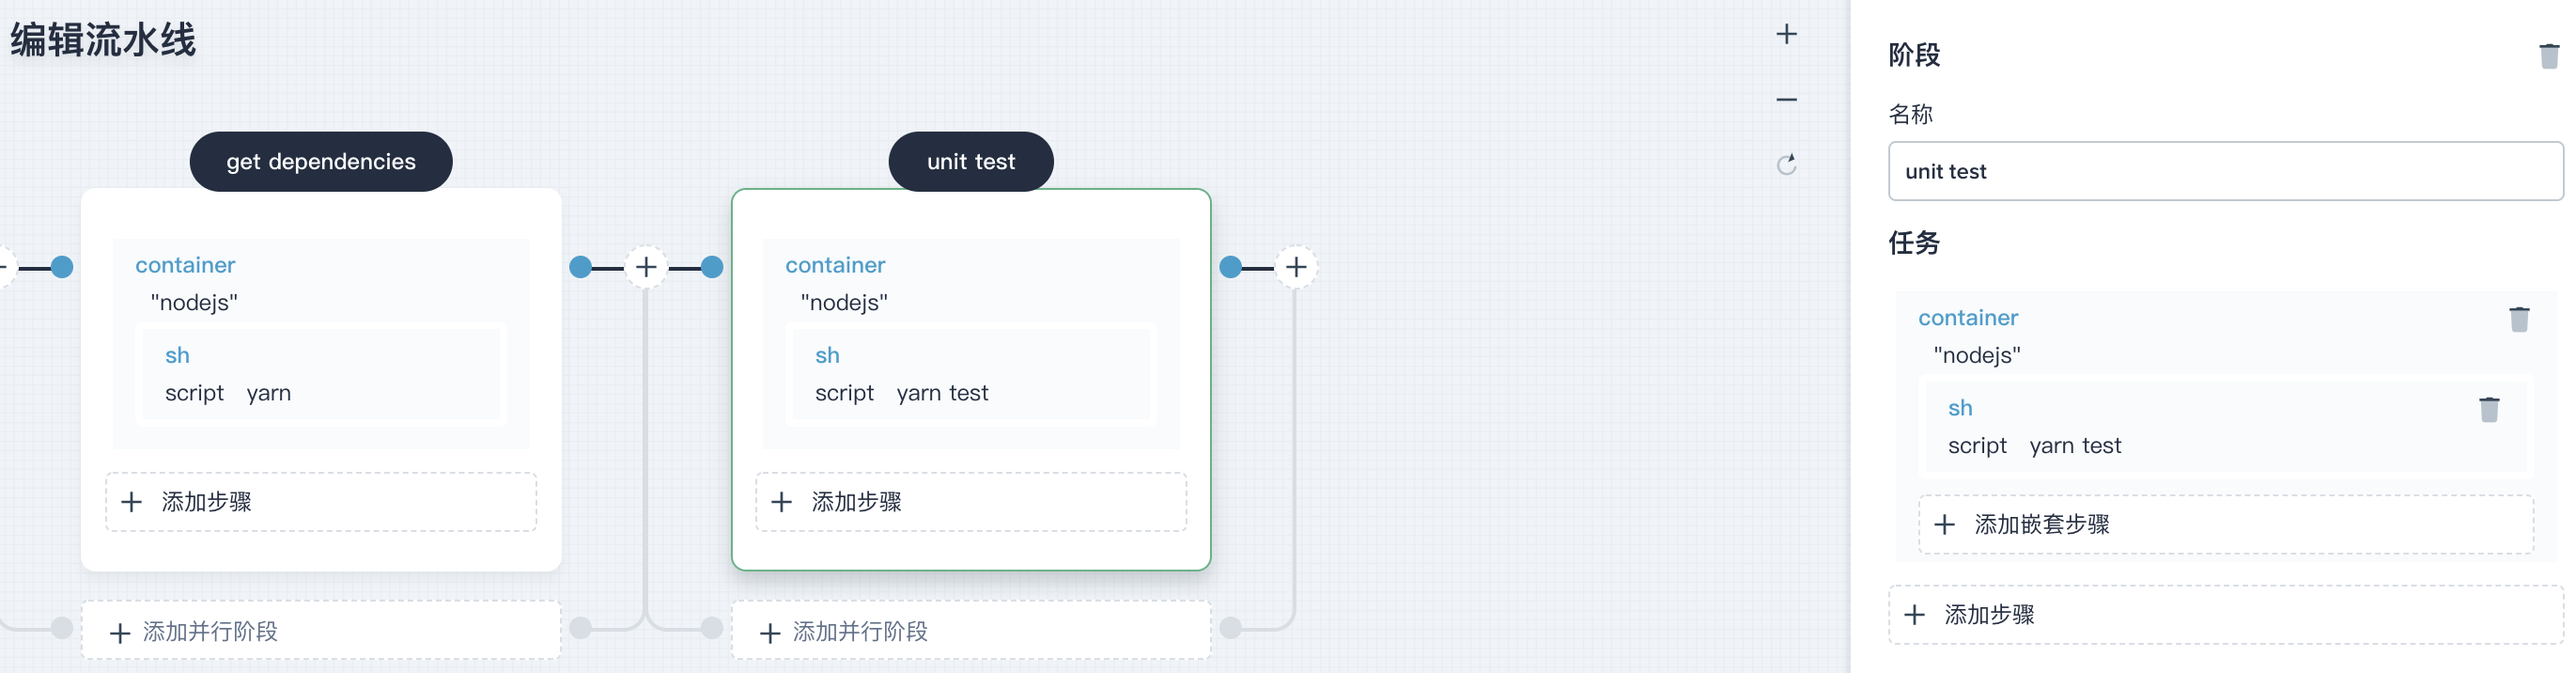 编辑流水线
get dependencies
container
"nodejs"
sh
script yarn
添加步骤
添加并行阶段
unit test
container
"nodejs"
sh
script yarn test
添加步骤
添加并行阶段
阶段
名称
unit test
任务
container
"nodejs"
sh
script yarn test
添加嵌套步骤
添加步骤